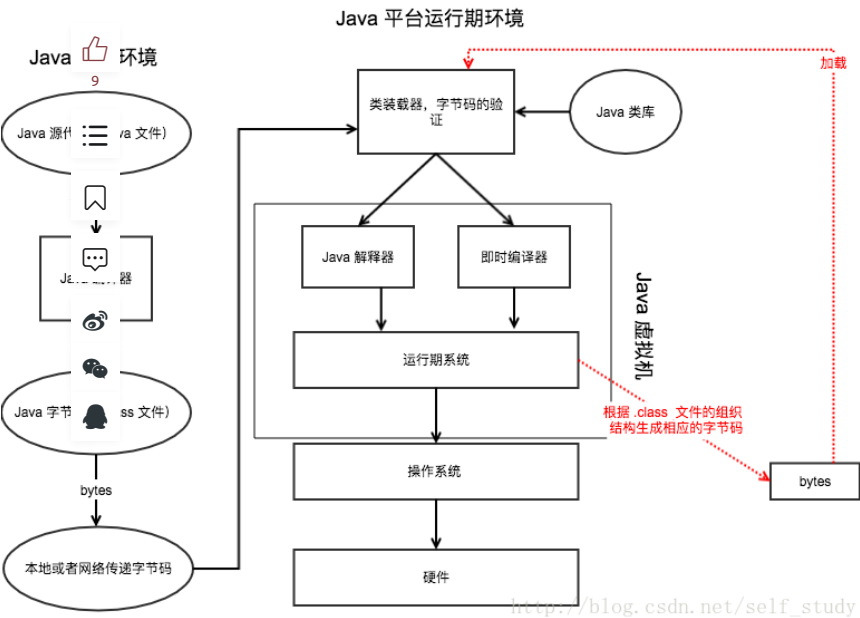 Java 平台运行期环境
Java 环境
9
加载
类装载器，字节码的验
证
Java 类库
Java 源代 va 文件）
Java 解释器
即时编译器
Java 器
Java 虚拟机
运行期系统
Java 字节 ss 文件）
根据 .class 文件的组织
结构生成相应的字节码
操作系统
bytes
bytes
本地或者网络传递字节码
硬件
http://blog.csdn.net/self_study